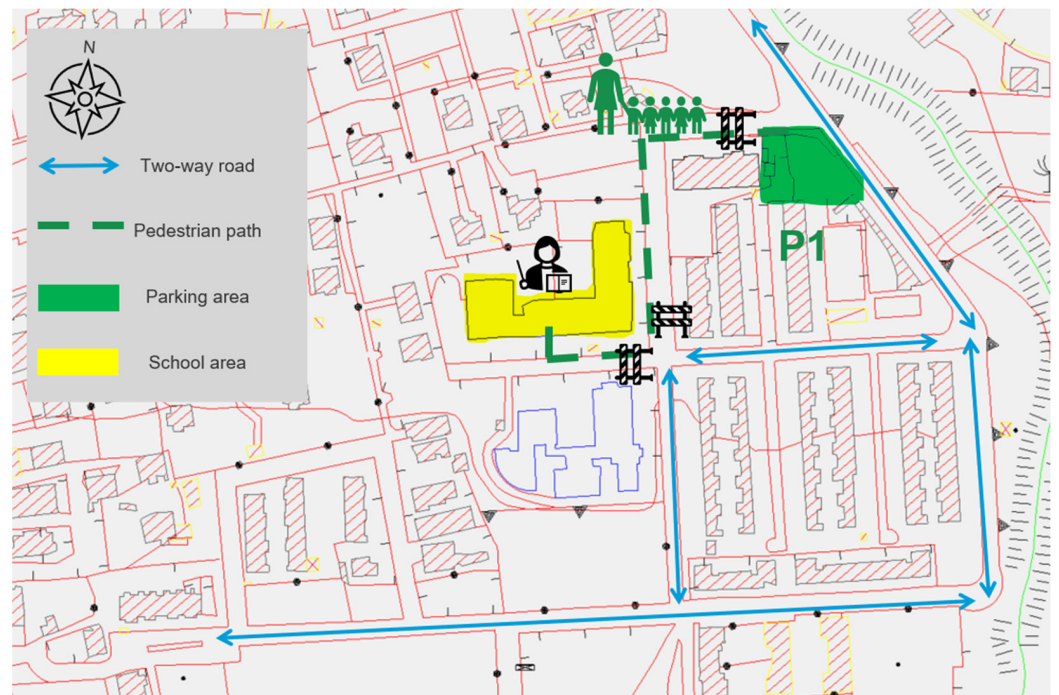 N
Two-way road
Pedestrian path
Parking area
School area
P1